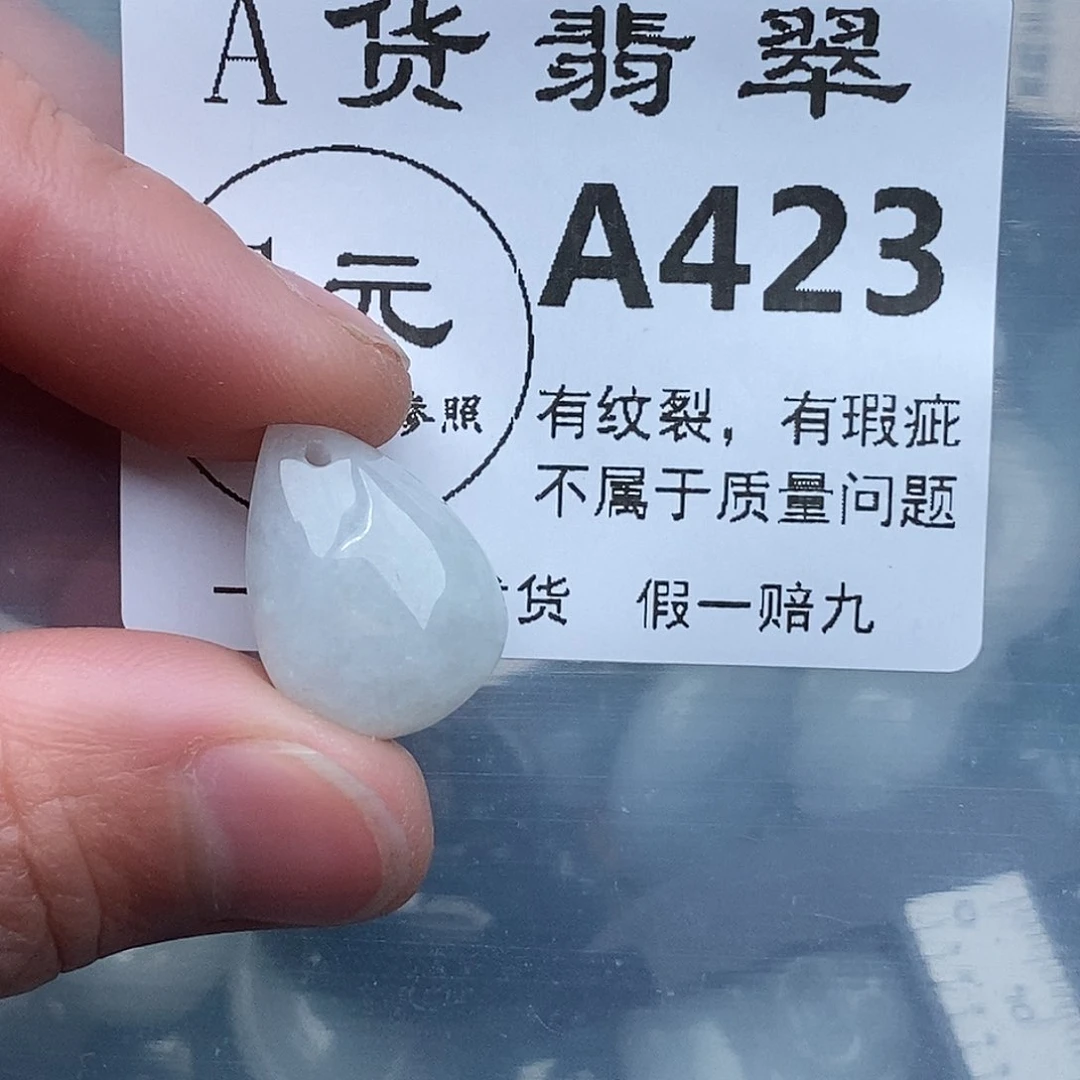 A货翡翠
元
A423
参照
有纹裂，有瑕疵
不属于质量问题
货 假一赔九